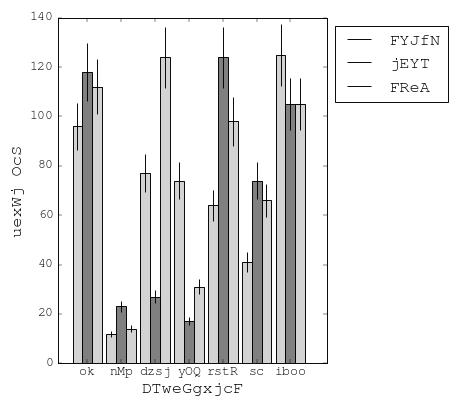 140
120
100
80
60
40
20
0
uexWj OcS
ok nMp dzsj yOQ rstR sc iboo
DTweGgxjcF
FYJfN
jEYT
FReA